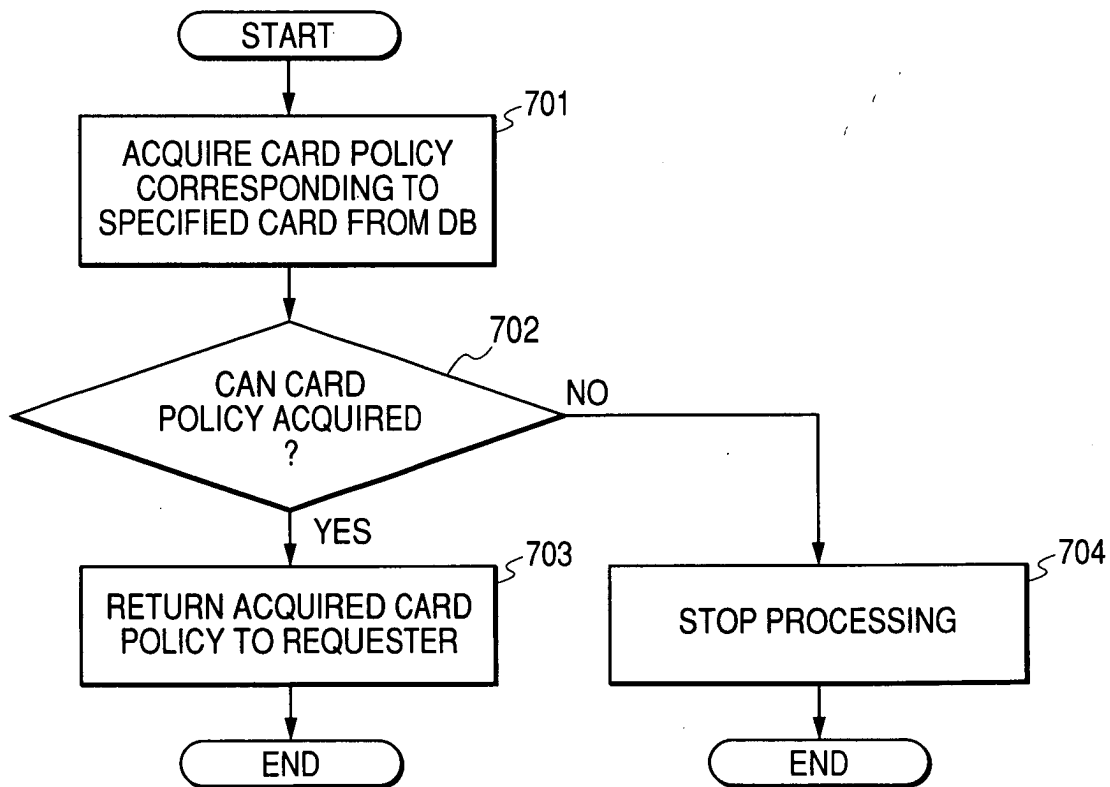 START
701
ACQUIRE CARD POLICY
CORRESPONDING TO
SPECIFIED CARD FROM DB
702
CAN CARD
POLICY ACQUIRED
?
NO
YES
703
RETURN ACQUIRED CARD
POLICY TO REQUESTER
704
STOP PROCESSING
END
END